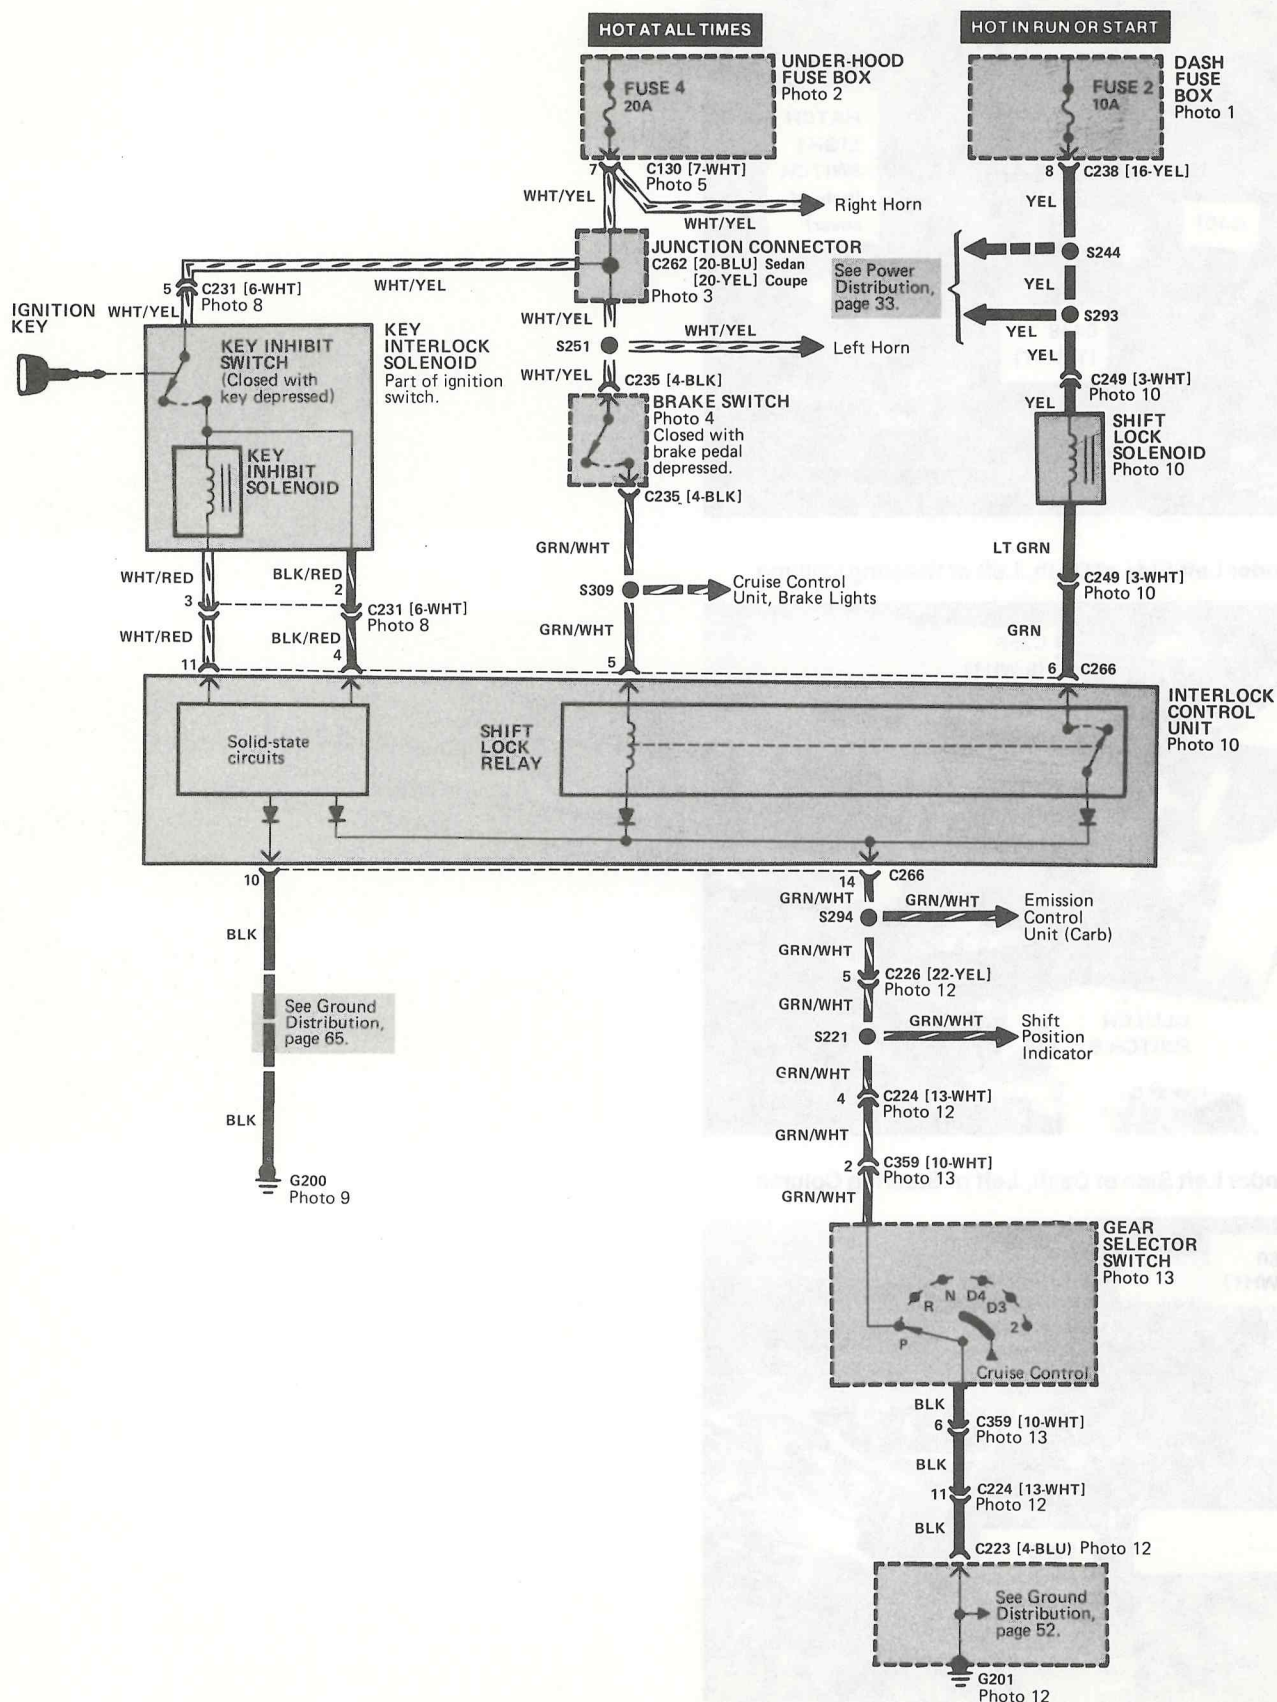 HOT AT ALL TIMES
HOT IN RUN OR START
UNDER-HOOD
FUSE BOX
Photo 2
FUSE 4
20A
DASH
FUSE
BOX
Photo 1
FUSE 2
10A
7
C130 [7-WHT]
Photo 5
8
C238 [16-YEL]
WHT/YEL
WHT/YEL
Right Horn
YEL
JUNCTION CONNECTOR
C262 [20-BLU] Sedan
[20-YEL] Coupe
Photo 3
See Power
Distribution,
page 33.
S244
YEL
S293
YEL
YEL
5
C231 [6-WHT]
Photo 8
WHT/YEL
WHT/YEL
IGNITION
KEY
KEY INHIBIT
SWITCH
(Closed with
key depressed)
KEY
INTERLOCK
SOLENOID
Part of ignition
switch.
WHT/YEL
S251
WHT/YEL
Left Horn
WHT/YEL
C235 [4-BLK]
C249 [3-WHT]
Photo 10
YEL
BRAKE SWITCH
Photo 4
Closed with
brake pedal
depressed.
SHIFT
LOCK
SOLENOID
Photo 10
KEY
INHIBIT
SOLENOID
C235 [4-BLK]
GRN/WHT
LT GRN
WHT/RED
3
BLK/RED
2
C231 [6-WHT]
Photo 8
S309
Cruise Control
Unit, Brake Lights
C249 [3-WHT]
Photo 10
WHT/RED
11
BLK/RED
4
GRN/WHT
5
GRN
6
C266
INTERLOCK
CONTROL
UNIT
Photo 10
Solid-state
circuits
SHIFT
LOCK
RELAY
10
14
C266
GRN/WHT
GRN/WHT
S294
Emission
Control
Unit (Carb)
BLK
GRN/WHT
5
C226 [22-YEL]
Photo 12
See Ground
Distribution,
page 65.
GRN/WHT
GRN/WHT
S221
Shift
Position
Indicator
GRN/WHT
4
C224 [13-WHT]
Photo 12
BLK
GRN/WHT
2
C359 [10-WHT]
Photo 13
G200
Photo 9
GRN/WHT
GEAR
SELECTOR
SWITCH
Photo 13
P
R
N
D4
D3
2
Cruise Control
BLK
6
C359 [10-WHT]
Photo 13
BLK
11
C224 [13-WHT]
Photo 12
BLK
C223 [4-BLU) Photo 12
See Ground
Distribution,
page 52.
G201
Photo 12